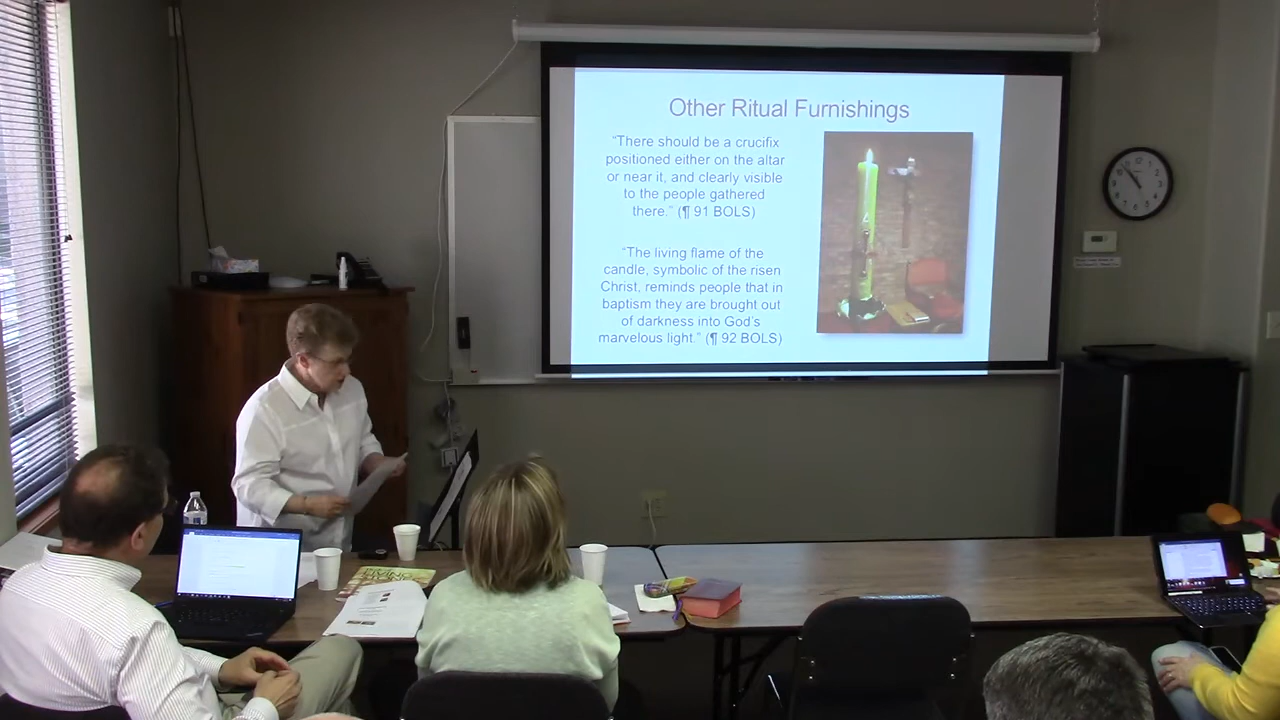 Other Ritual Furnishings
“There should be a crucifix
positioned either on the altar
or near it, and clearly visible
to the people gathered
there.” (¶ 91 BOLS)
“The living flame of the
candle, symbolic of the risen
Christ, reminds people that in
baptism they are brought out
of darkness into God’s
marvelous light.” (¶ 92 BOLS)